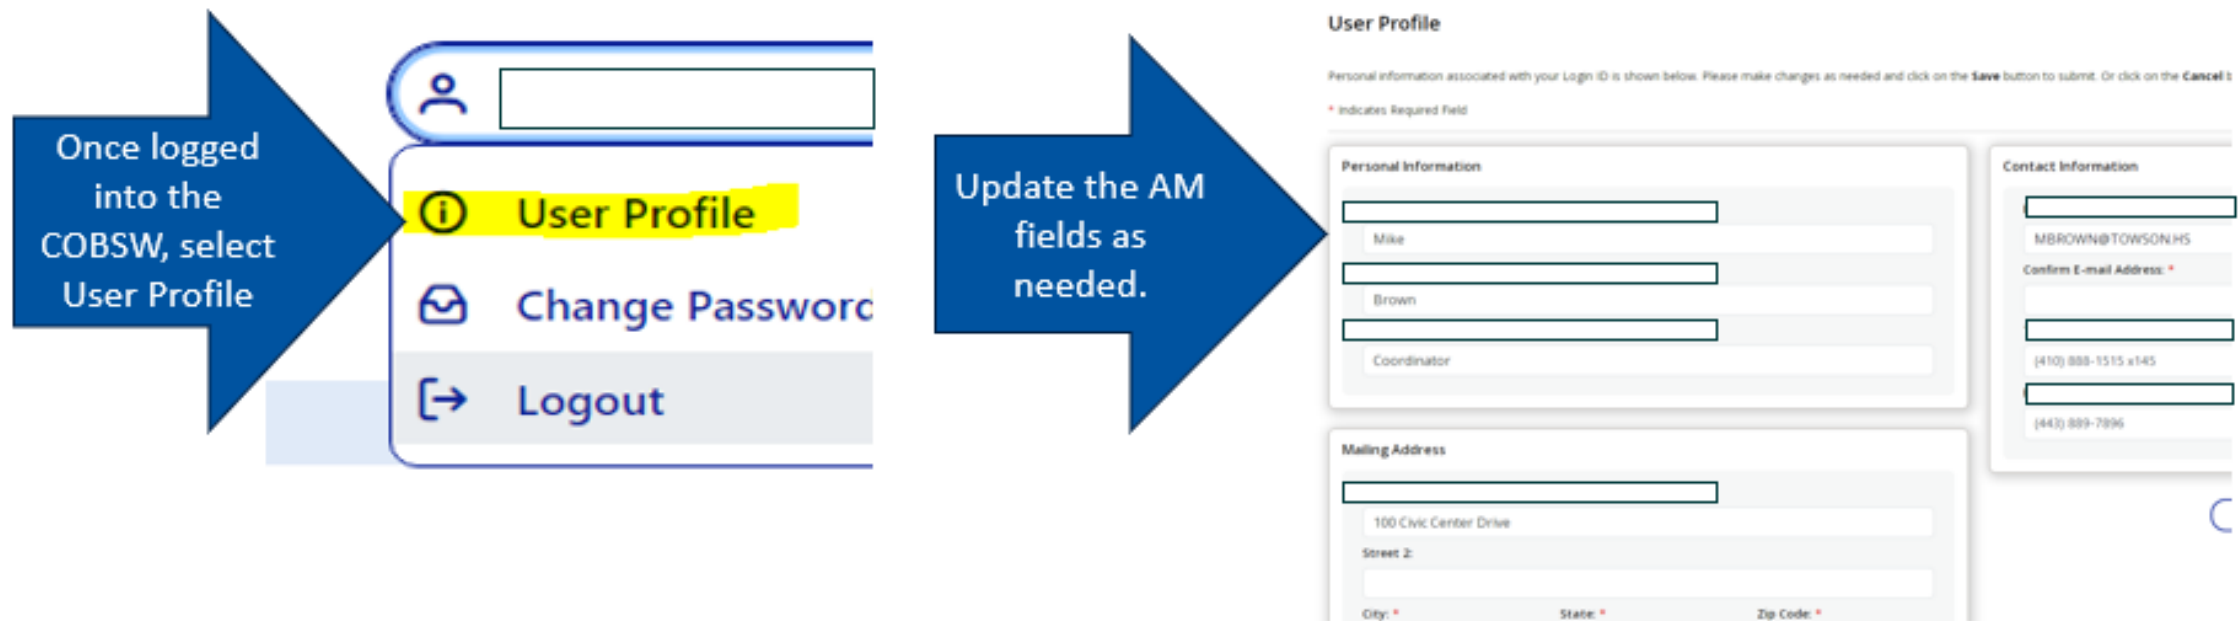 Once logged
into the
COBSW, select
User Profile
User Profile
Change Password
Logout
Update the AM
fields as
needed.
User Profile
Personal information associated with your Login ID is shown below. Please make changes as needed and click on the Save button to submit. Or click on the Cancel
* Indicates Required Field
Personal Information
Mike
Brown
Coordinator
Contact Information
MBROWN@TOWSON.HS
Confirm E-mail Address: *
(410) 888-1515 x145
(443) 889-7896
Mailing Address
100 Civic Center Drive
Street 2:
City: * State: * Zip Code: *